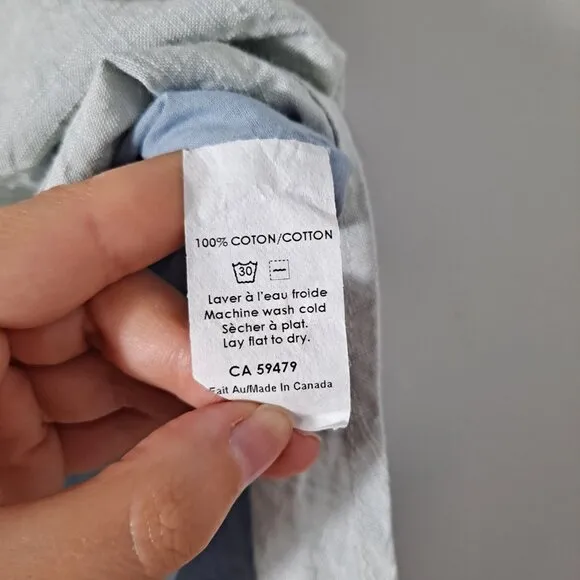 100% COTON/COTTON
30
Laver à l'eau froide
Machine wash cold
Sècher à plat.
Lay flat to dry.
CA 59479
Fait Au/Made In Canada